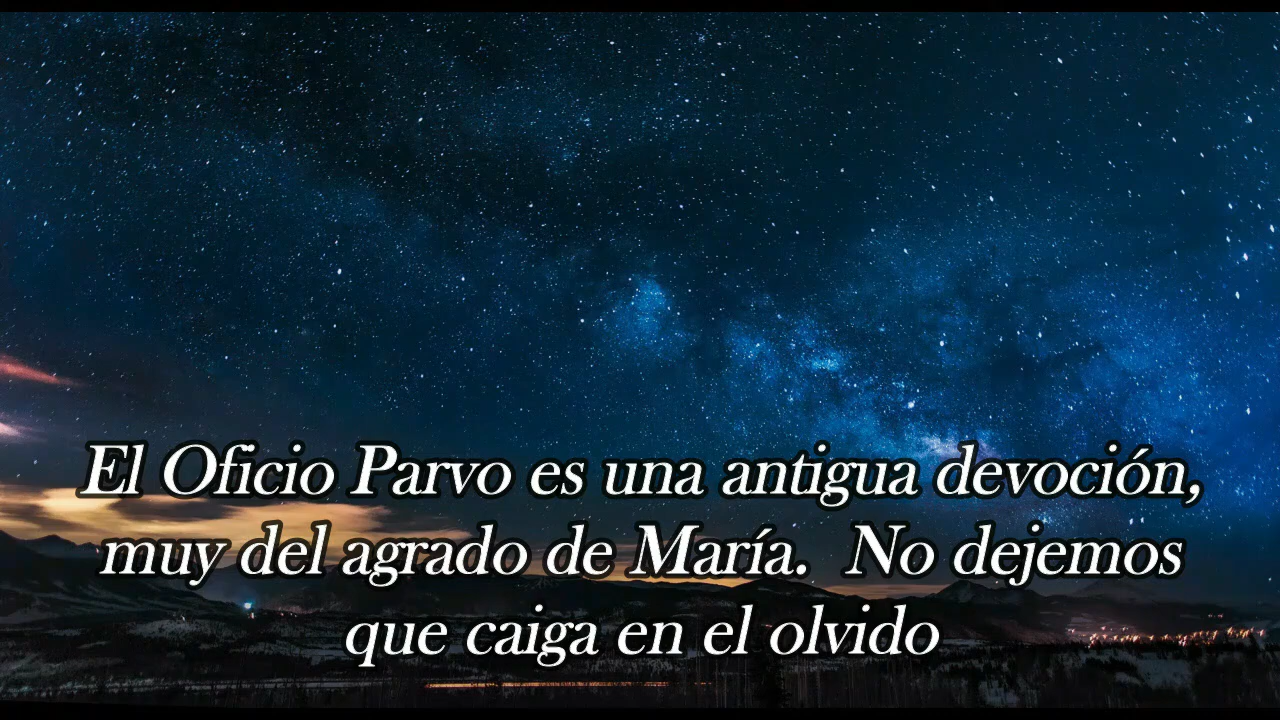 El Oficio Parvo es una antigua devoción,
muy del agrado de María.  No dejemos
que caiga en el olvido